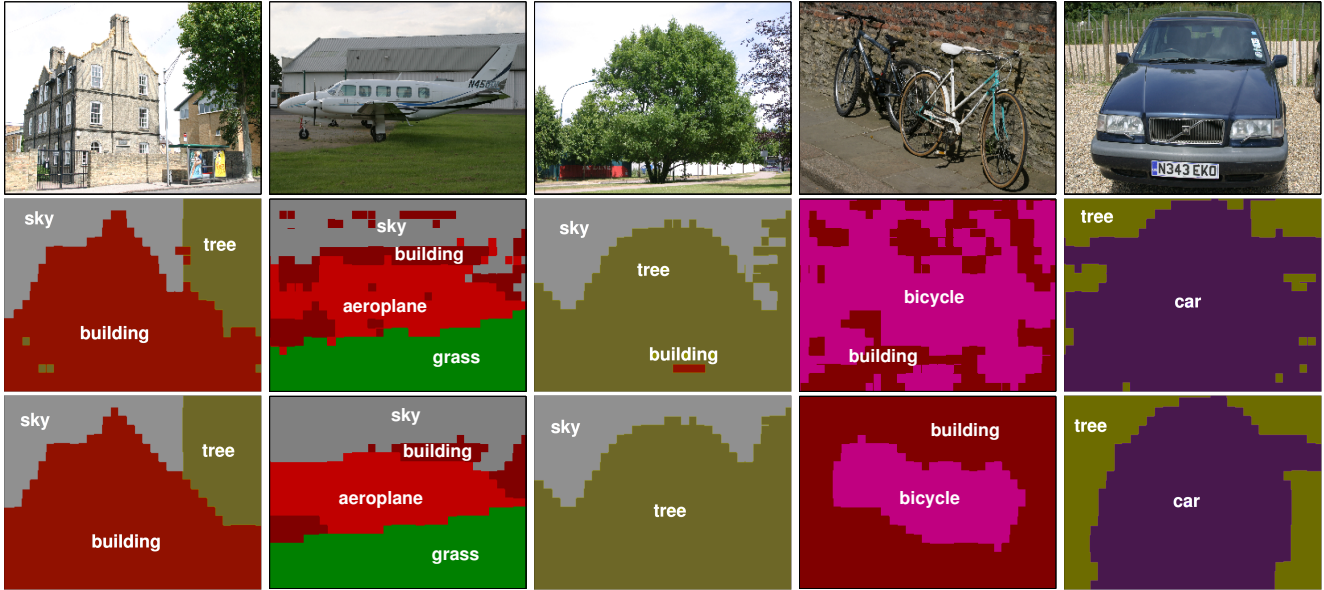 N45
N343 EKO
sky
tree
building
sky
building
aeroplane
grass
sky
tree
building
bicycle
building
tree
car
sky
tree
building
sky
building
aeroplane
grass
sky
tree
building
bicycle
tree
car